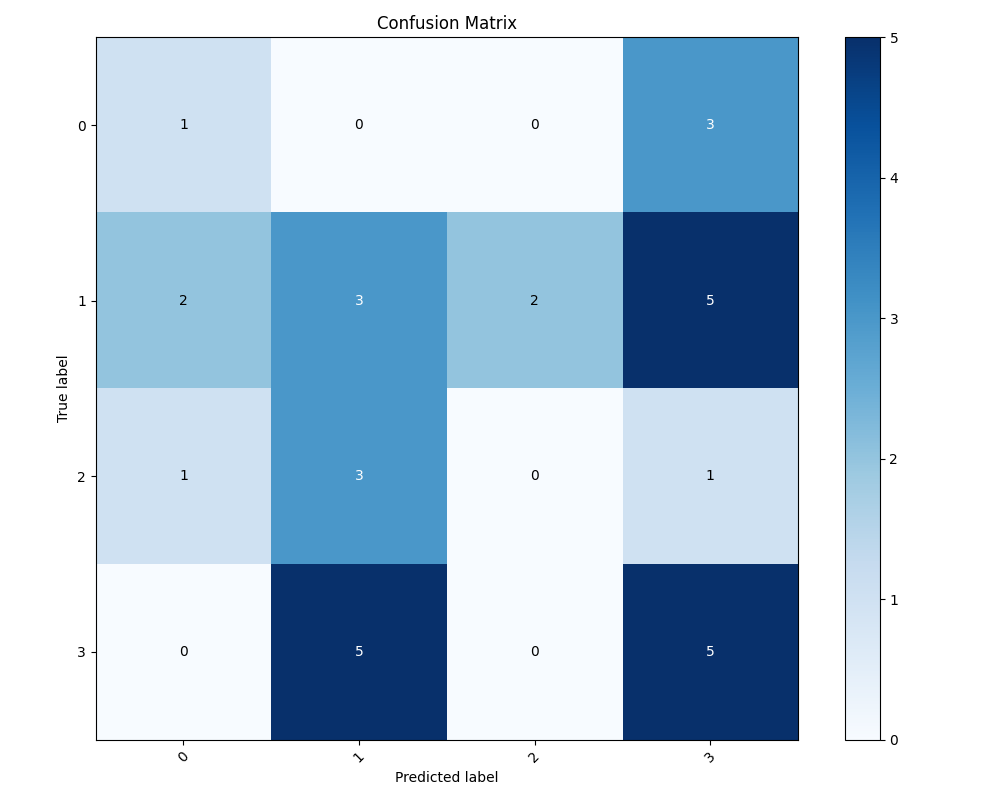 Confusion Matrix
0 1 0 0 3
1 2 3 2 5
2 1 3 0 1
3 0 5 0 5
0 1 2 3
True label
Predicted label
5
4
3
2
1
0